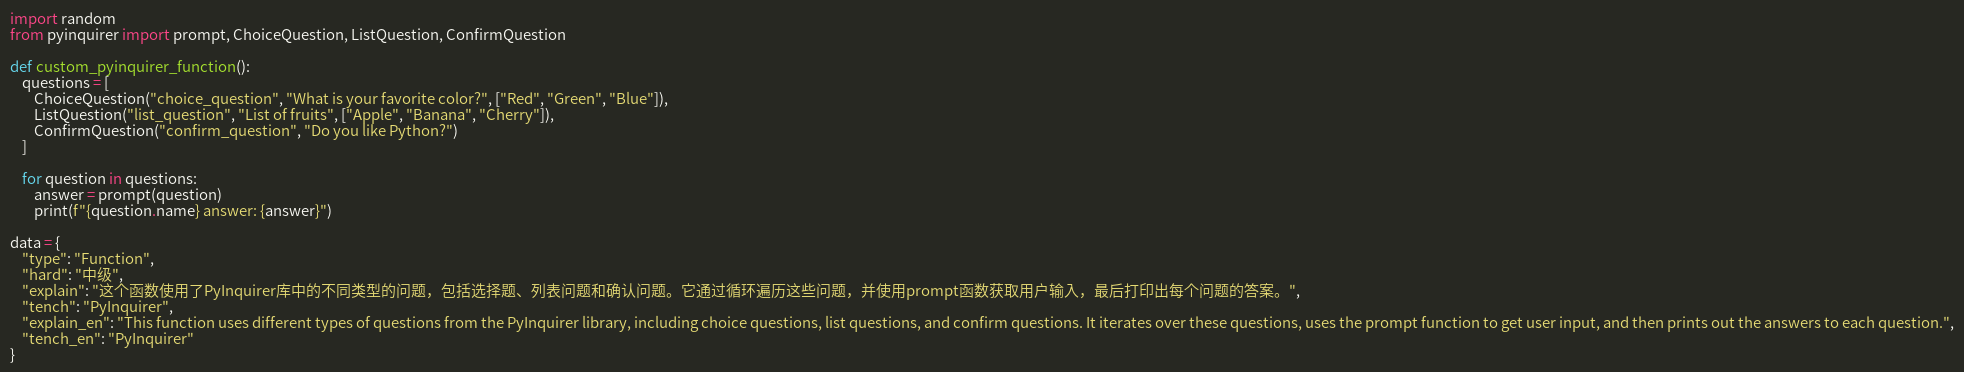 import random
from pyinquirer import prompt, ChoiceQuestion, ListQuestion, ConfirmQuestion

def custom_pyinquirer_function():
    questions = [
        ChoiceQuestion("choice_question", "What is your favorite color?", ["Red", "Green", "Blue"]),
        ListQuestion("list_question", "List of fruits", ["Apple", "Banana", "Cherry"]),
        ConfirmQuestion("confirm_question", "Do you like Python?")
    ]

    for question in questions:
        answer = prompt(question)
        print(f"{question.name} answer: {answer}")

data = {
    "type": "Function",
    "hard": "中级",
    "explain": "这个函数使用了PyInquirer库中的不同类型的问题，包括选择题、列表问题和确认问题。它通过循环遍历这些问题，并使用prompt函数获取用户输入，最后打印出每个问题的答案。",
    "tench": "PyInquirer",
    "explain_en": "This function uses different types of questions from the PyInquirer library, including choice questions, list questions, and confirm questions. It iterates over these questions, uses the prompt function to get user input, and then prints out the answers to each question.",
    "tench_en": "PyInquirer"
}